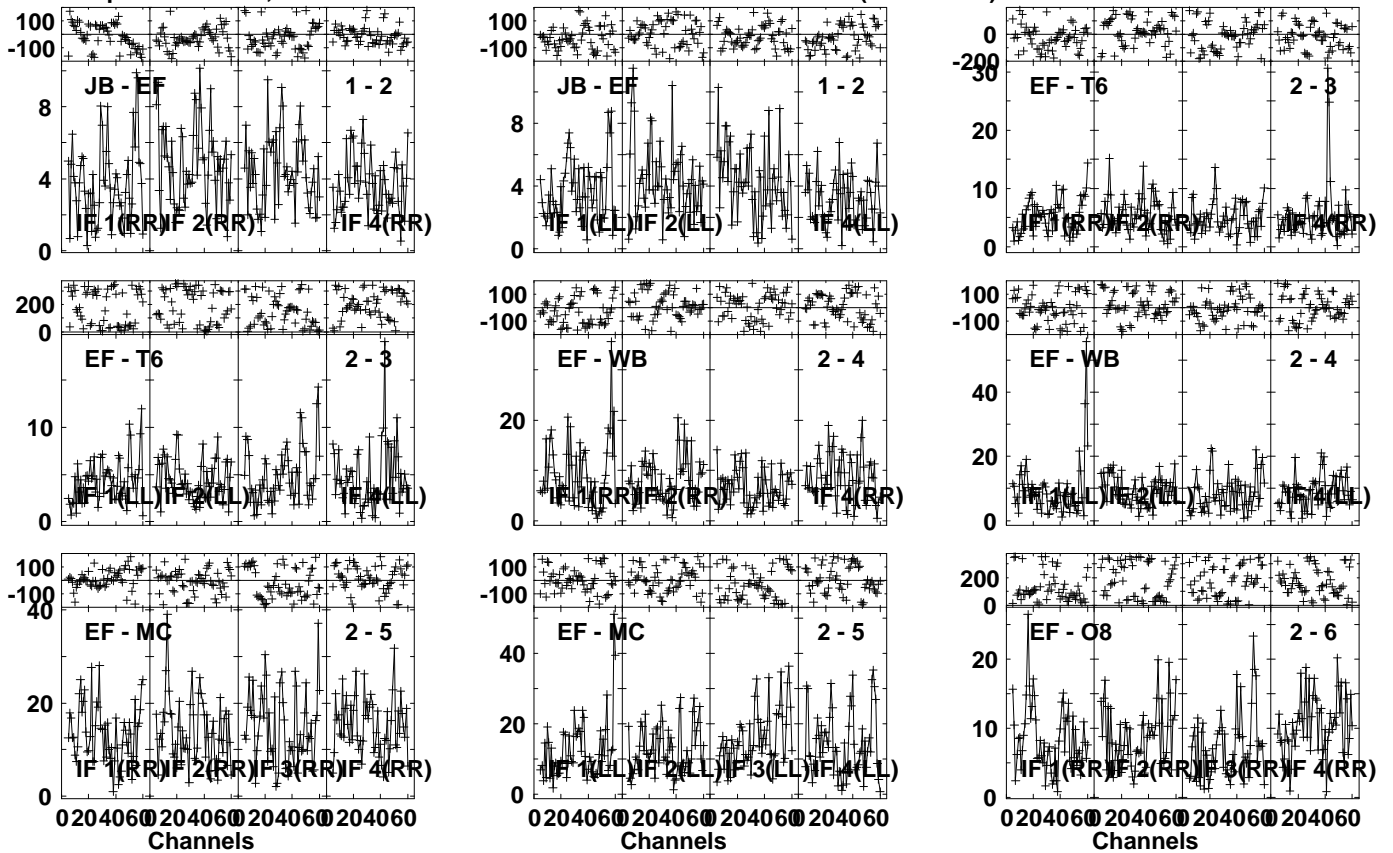 100 100 0
-100 -100 -200
JB - EF 1 - 2 JB - EF 1 - 2 EF - T6 2 - 3
30
8 8 20
4 4 10
IF 1(RR) IF 2(RR) IF 4(RR) IF 1(LL) IF 2(LL) IF 4(LL) IF 1(RR) IF 2(RR) IF 4(RR)
0 0 0
200 100 100
0 -100 -100
EF - T6 2 - 3 EF - WB 2 - 4 EF - WB 2 - 4
10 20 40
20
IF 1(LL) IF 2(LL) IF 4(LL) IF 1(RR) IF 2(RR) IF 4(RR) IF 1(LL) IF 2(LL) IF 4(LL)
0 0 0
100 100 200
-100 -100 0
40
EF - MC 2 - 5 EF - MC 2 - 5 EF - O8 2 - 6
20 40 20
20 10
IF 1(RR) IF 2(RR) IF 3(RR) IF 4(RR) IF 1(LL) IF 2(LL) IF 3(LL) IF 4(LL) IF 1(RR) IF 2(RR) IF 3(RR) IF 4(RR)
0 0 0
0 20 40 60 0 20 40 60 0 20 40 60 0 20 40 60 0 20 40 60 0 20 40 60 0 20 40 60 0 20 40 60 0 20 40 60 0 20 40 60 0 20 40 60 0 20 40 60
Channels Channels Channels